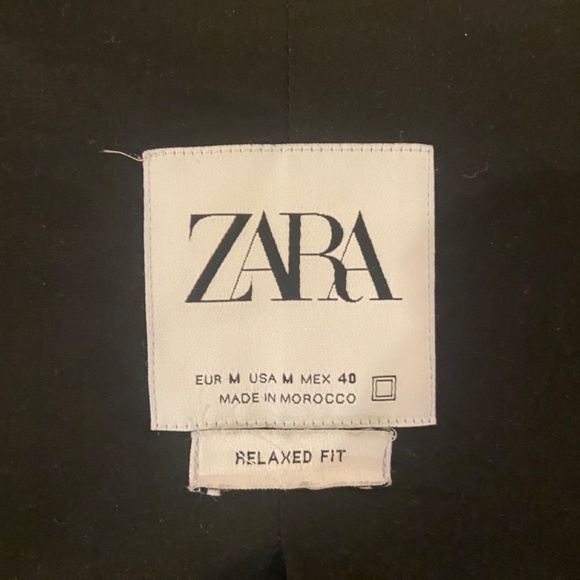 ZARA
EUR M USA M MEX 40
MADE IN MOROCCO
RELAXED FIT